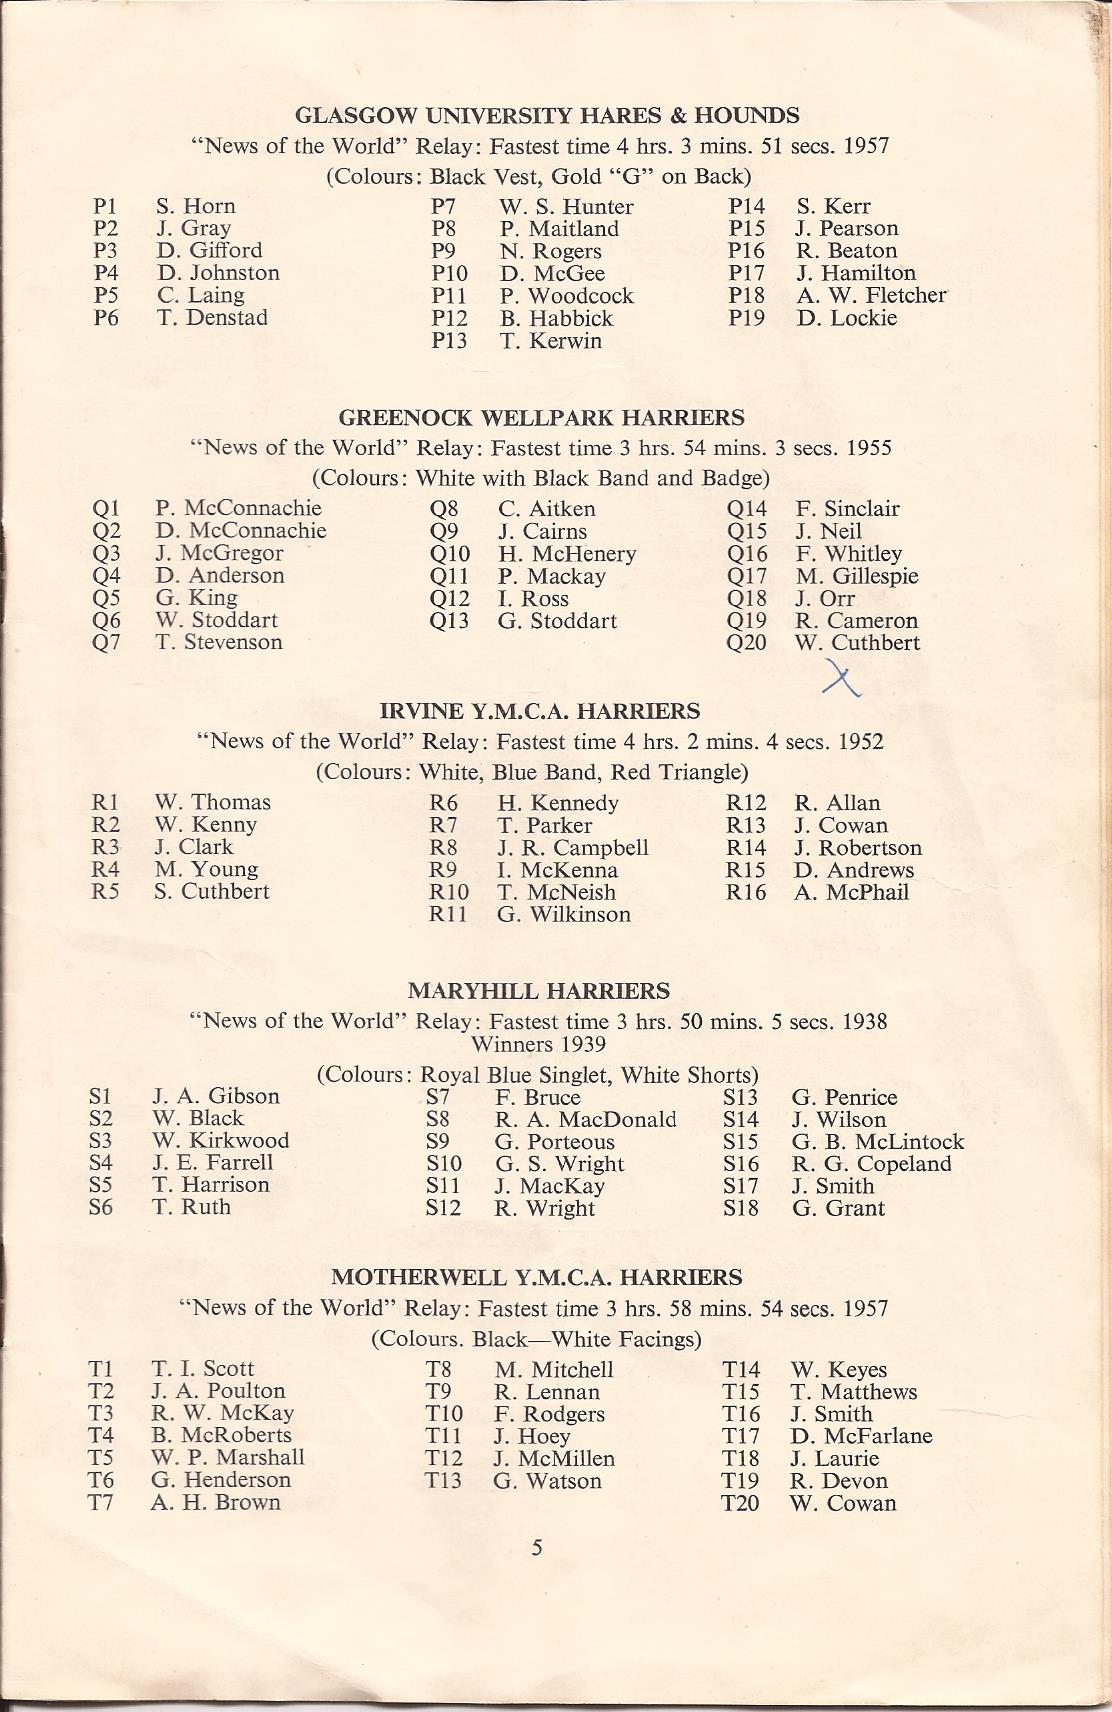 GLASGOW UNIVERSITY HARES & HOUNDS
“News of the World” Relay: Fastest time 4 hrs. 3 mins. 51 secs. 1957
(Colours: Black Vest, Gold “G” on Back)
P1 S. Horn P7 W. S. Hunter P14 S. Kerr
P2 J. Gray P8 P. Maitland P15 J. Pearson
P3 D. Gifford P9 N. Rogers P16 R. Beaton
P4 D. Johnston P10 D. McGee P17 J. Hamilton
P5 C. Laing P11 P. Woodcock P18 A. W. Fletcher
P6 T. Denstad P12 B. Habbick P19 D. Lockie
P13 T. Kerwin
GREENOCK WELLPARK HARRIERS
“News of the World” Relay: Fastest time 3 hrs. 54 mins. 3 secs. 1955
(Colours: White with Black Band and Badge)
Q1 P. McConnachie Q8 C. Aitken Q14 F. Sinclair
Q2 D. McConnachie Q9 J. Cairns Q15 J. Neil
Q3 J. McGregor Q10 H. McHenery Q16 F. Whitley
Q4 D. Anderson Q11 P. Mackay Q17 M. Gillespie
Q5 G. King Q12 I. Ross Q18 J. Orr
Q6 W. Stoddart Q13 G. Stoddart Q19 R. Cameron
Q7 T. Stevenson Q20 W. Cuthbert
X
IRVINE Y.M.C.A. HARRIERS
“News of the World” Relay: Fastest time 4 hrs. 2 mins. 4 secs. 1952
(Colours: White, Blue Band, Red Triangle)
R1 W. Thomas R6 H. Kennedy R12 R. Allan
R2 W. Kenny R7 T. Parker R13 J. Cowan
R3 J. Clark R8 J. R. Campbell R14 J. Robertson
R4 M. Young R9 I. McKenna R15 D. Andrews
R5 S. Cuthbert R10 T. McNeish R16 A. McPhail
R11 G. Wilkinson
MARYHILL HARRIERS
“News of the World” Relay: Fastest time 3 hrs. 50 mins. 5 secs. 1938
Winners 1939
(Colours: Royal Blue Singlet, White Shorts)
S1 J. A. Gibson S7 F. Bruce S13 G. Penrice
S2 W. Black S8 R. A. MacDonald S14 J. Wilson
S3 W. Kirkwood S9 G. Porteous S15 G. B. McLintock
S4 J. E. Farrell S10 G. S. Wright S16 R. G. Copeland
S5 T. Harrison S11 J. MacKay S17 J. Smith
S6 T. Ruth S12 R. Wright S18 G. Grant
MOTHERWELL Y.M.C.A. HARRIERS
“News of the World” Relay: Fastest time 3 hrs. 58 mins. 54 secs. 1957
(Colours. Black—White Facings)
T1 T. I. Scott T8 M. Mitchell T14 W. Keyes
T2 J. A. Poulton T9 R. Lennan T15 T. Matthews
T3 R. W. McKay T10 F. Rodgers T16 J. Smith
T4 B. McRoberts T11 J. Hoey T17 D. McFarlane
T5 W. P. Marshall T12 J. McMillen T18 J. Laurie
T6 G. Henderson T13 G. Watson T19 R. Devon
T7 A. H. Brown T20 W. Cowan
5